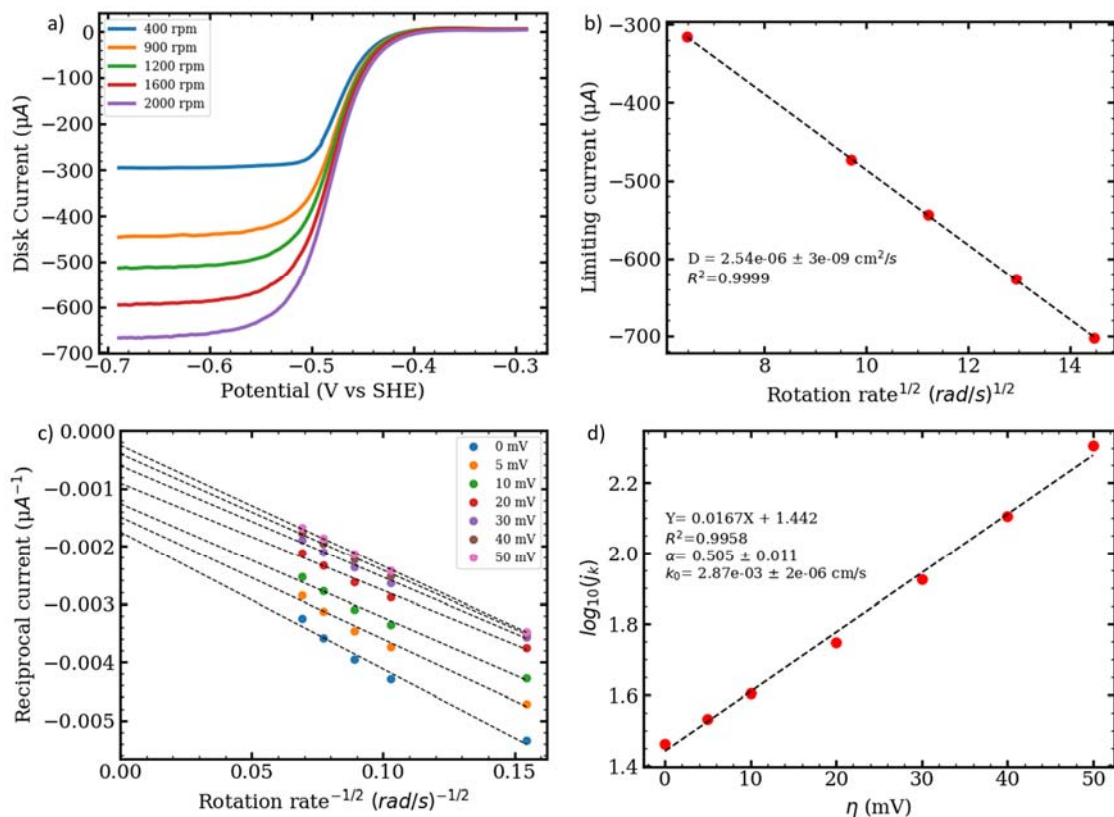 a)
0
−100
−200
−300
−400
−500
−600
−700
Disk Current (μA)
400 rpm
900 rpm
1200 rpm
1600 rpm
2000 rpm
−0.7
−0.6
−0.5
−0.4
−0.3
Potential (V vs SHE)
b)
−300
−400
−500
−600
−700
Limiting current (μA)
D = 2.54e-06 ± 3e-09 cm²/s
R²=0.9999
8
10
12
14
Rotation rate^1/2 (rad/s)^1/2
c)
0.000
−0.001
−0.002
−0.003
−0.004
−0.005
Reciprocal current (μA⁻¹)
0 mV
5 mV
10 mV
20 mV
30 mV
40 mV
50 mV
0.00
0.05
0.10
0.15
Rotation rate^−1/2 (rad/s)^−1/2
d)
2.2
2.0
1.8
1.6
1.4
log₁₀(jₖ)
Y= 0.0167X + 1.442
R²=0.9958
α= 0.505 ± 0.011
k₀= 2.87e-03 ± 2e-06 cm/s
0
10
20
30
40
50
η (mV)